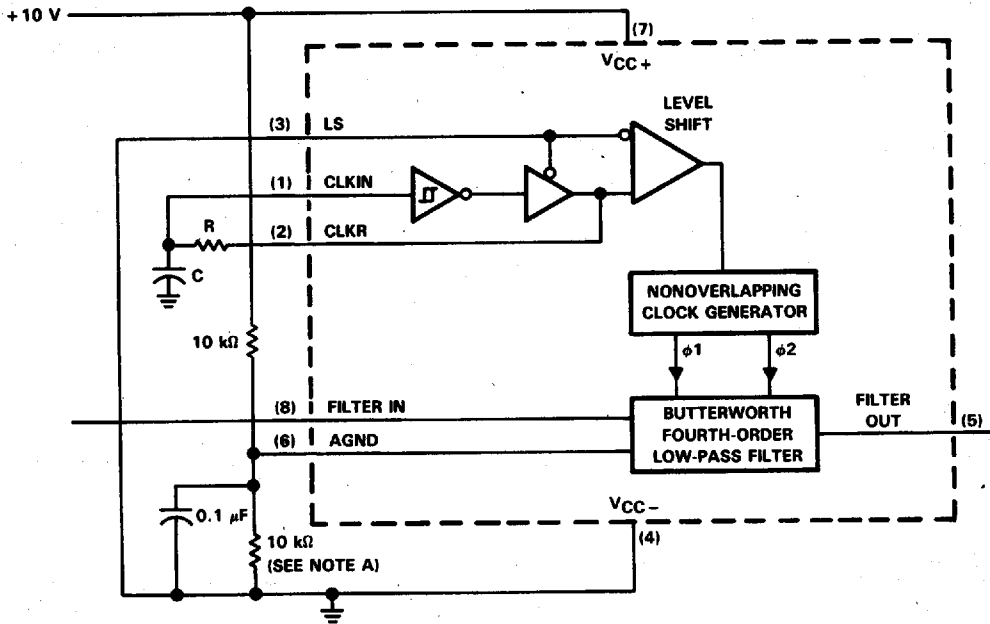 +10 V
(7)
VCC+
LEVEL
SHIFT
(3) LS
(1) CLKIN
R
(2) CLKR
C
NONOVERLAPPING
CLOCK GENERATOR
10 kΩ
ϕ1
ϕ2
(8) FILTER IN
BUTTERWORTH
FOURTH-ORDER
LOW-PASS FILTER
FILTER
OUT
(5)
(6) AGND
VCC−
0.1 μF
(4)
10 kΩ
(SEE NOTE A)